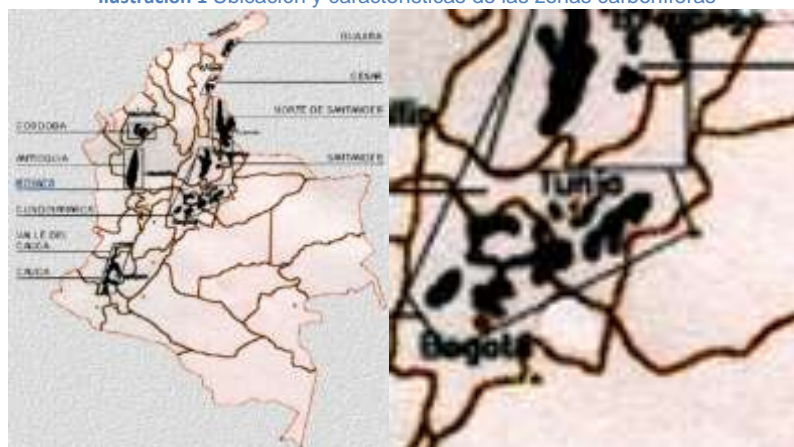 Ilustración 1 Ubicación y características de las zonas carboníferas
GUAJIRA
CESAR
NORTE DE SANTANDER
CORDOBA
ANTIOQUIA
SANTANDER
BOYACA
CUNDINAMARCA
VALLE DEL
CAUCA
CAUCA
Tunja
Bogotá